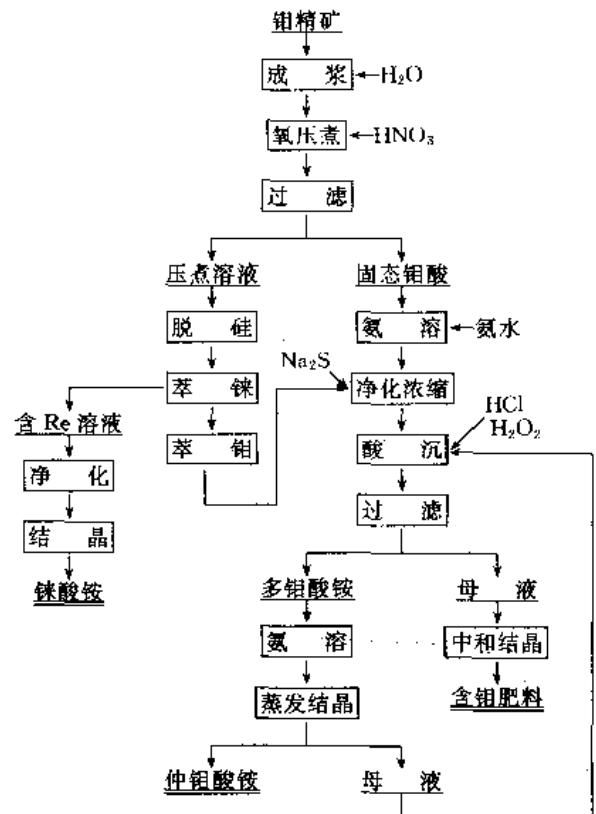 钼精矿
成 浆
H₂O
氧压煮
HNO₃
过 滤
压煮溶液
固态钼酸
脱 硅
氨 溶
氨水
Na₂S
萃 铼
净化浓缩
含 Re 溶液
HCl
H₂O₂
萃 钼
酸 沉
净 化
过 滤
结 晶
铼酸铵
多钼酸铵
母 液
氨 溶
中和结晶
蒸发结晶
含钼肥料
仲钼酸铵
母 液